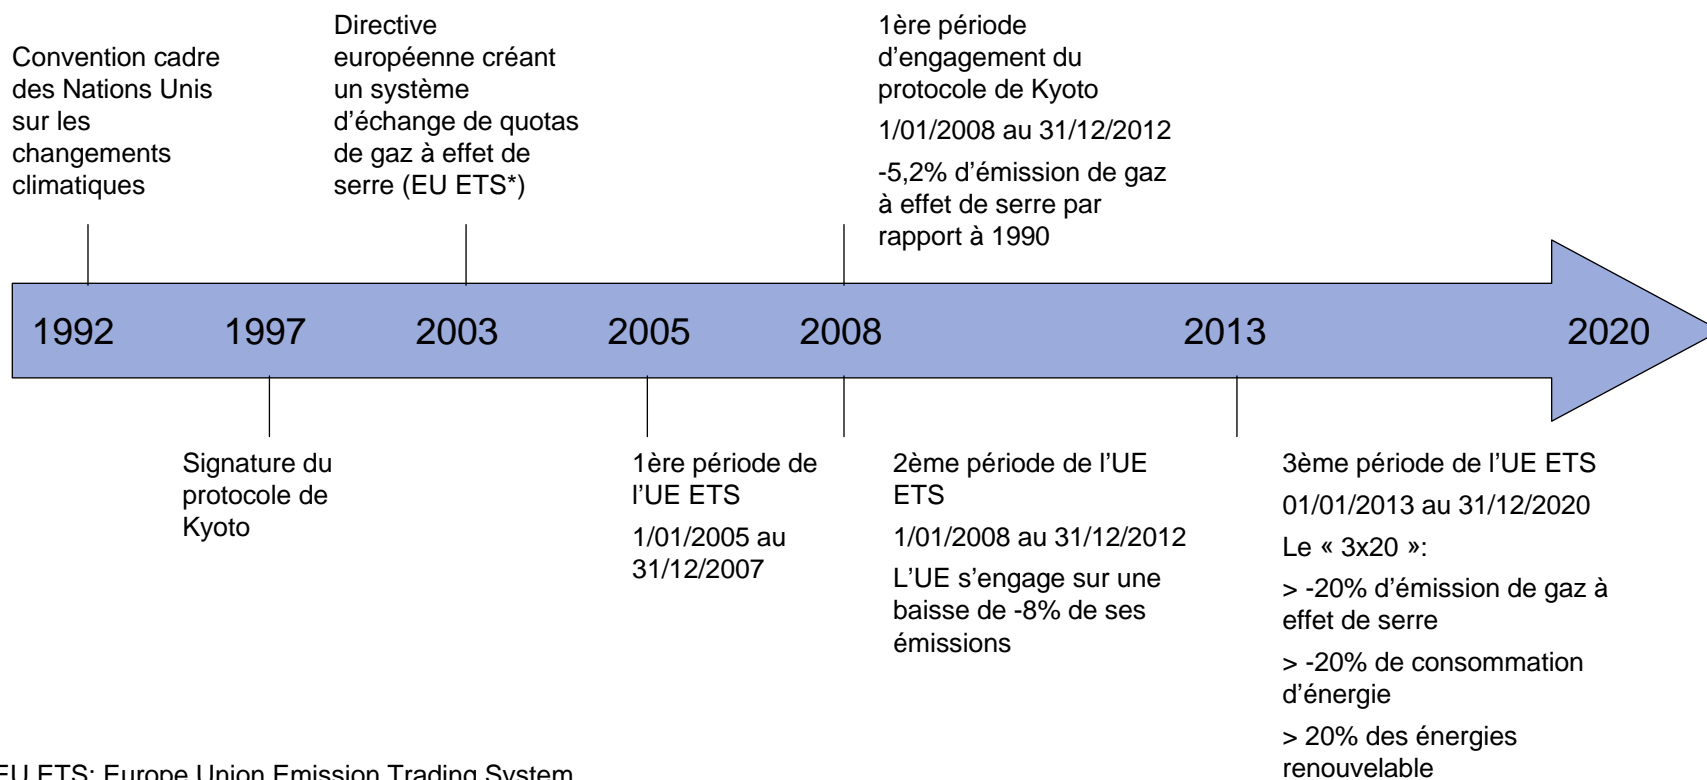 Convention cadre
des Nations Unis
sur les
changements
climatiques
Directive
européenne créant
un système
d'échange de quotas
de gaz à effet de
serre (EU ETS*)
1ère période
d'engagement du
protocole de Kyoto
1/01/2008 au 31/12/2012
-5,2% d'émission de gaz
à effet de serre par
rapport à 1990
1992
1997
2003
2005
2008
2013
2020
Signature du
protocole de
Kyoto
1ère période de
l'UE ETS
1/01/2005 au
31/12/2007
2ème période de l'UE
ETS
1/01/2008 au 31/12/2012
L'UE s'engage sur une
baisse de -8% de ses
émissions
3ème période de l'UE ETS
01/01/2013 au 31/12/2020
Le « 3x20 »:
> -20% d'émission de gaz à
effet de serre
> -20% de consommation
d'énergie
> 20% des énergies
renouvelable
EU ETS: Europe Union Emission Trading System